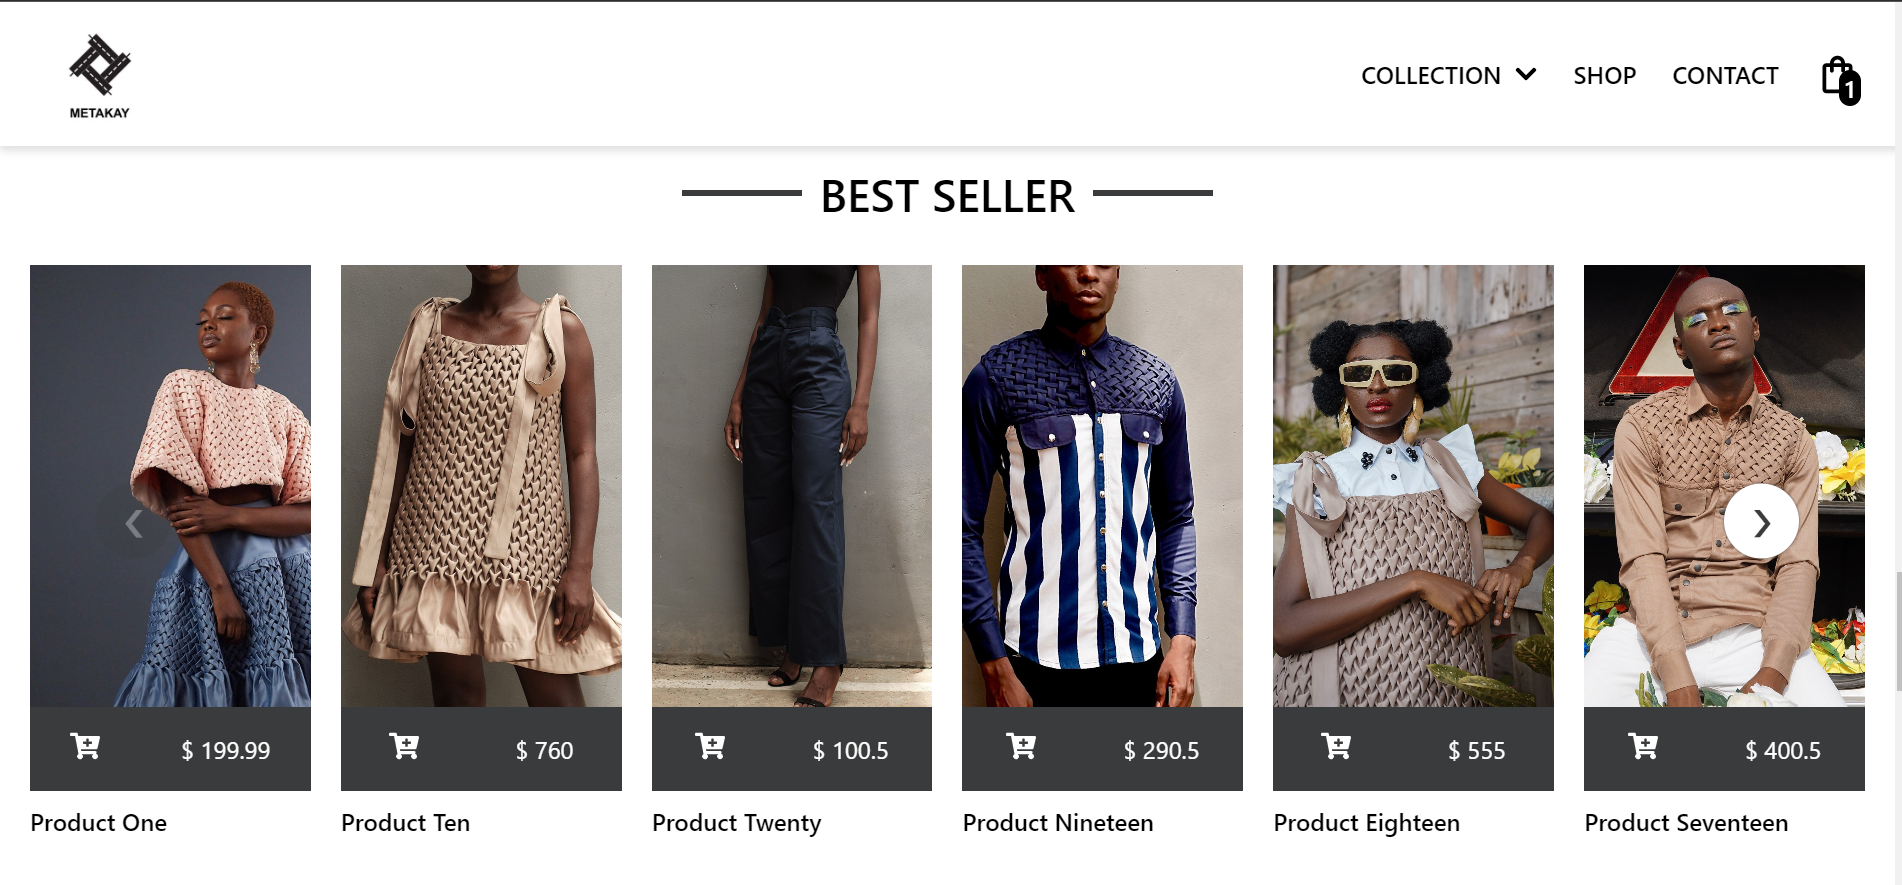 METAKAY
COLLECTION SHOP CONTACT
1
BEST SELLER
$ 199.99
$ 760
$ 100.5
$ 290.5
$ 555
$ 400.5
Product One
Product Ten
Product Twenty
Product Nineteen
Product Eighteen
Product Seventeen